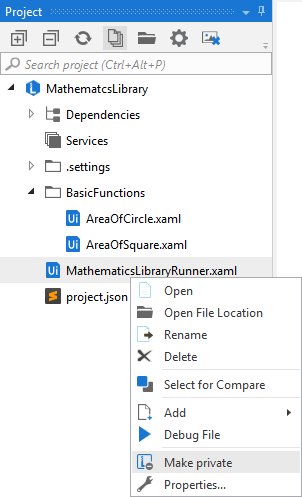 Project
Search project (Ctrl+Alt+P)
MathematcsLibrary
Dependencies
Services
.settings
BasicFunctions
Ui AreaOfCircle.xaml
Ui AreaOfSquare.xaml
Ui MathematicsLibraryRunner.xaml
project.json
Open
Open File Location
Rename
Delete
Select for Compare
Add
Debug File
Make private
Properties...